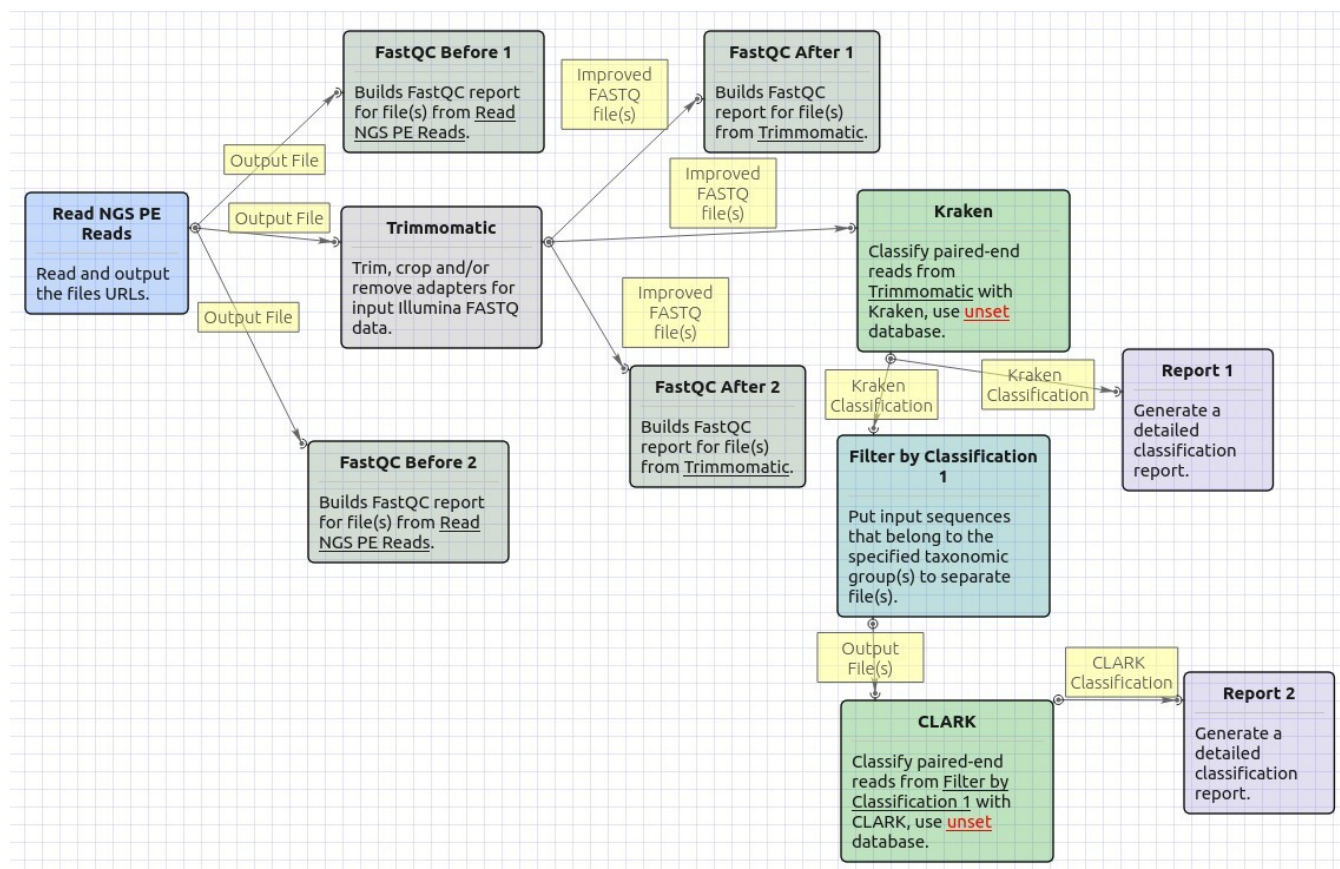 FastQC Before 1
Builds FastQC report
for file(s) from Read
NGS PE Reads.
Improved
FASTQ
file(s)
FastQC After 1
Builds FastQC
report for file(s)
from Trimmomatic.
Output File
Improved
FASTQ
file(s)
Read NGS PE
Reads
Read and output
the files URLs.
Output File
Trimmomatic
Trim, crop and/or
remove adapters for
input Illumina FASTQ
data.
Kraken
Classify paired-end
reads from
Trimmomatic with
Kraken, use unset
database.
Output File
Improved
FASTQ
file(s)
FastQC After 2
Builds FastQC
report for file(s)
from Trimmomatic.
Kraken
Classification
Kraken
Classification
Report 1
Generate a
detailed
classification
report.
FastQC Before 2
Builds FastQC report
for file(s) from Read
NGS PE Reads.
Filter by Classification
1
Put input sequences
that belong to the
specified taxonomic
group(s) to separate
file(s).
Output
File(s)
CLARK
Classification
CLARK
Classify paired-end
reads from Filter by
Classification 1 with
CLARK, use unset
database.
Report 2
Generate a
detailed
classification
report.